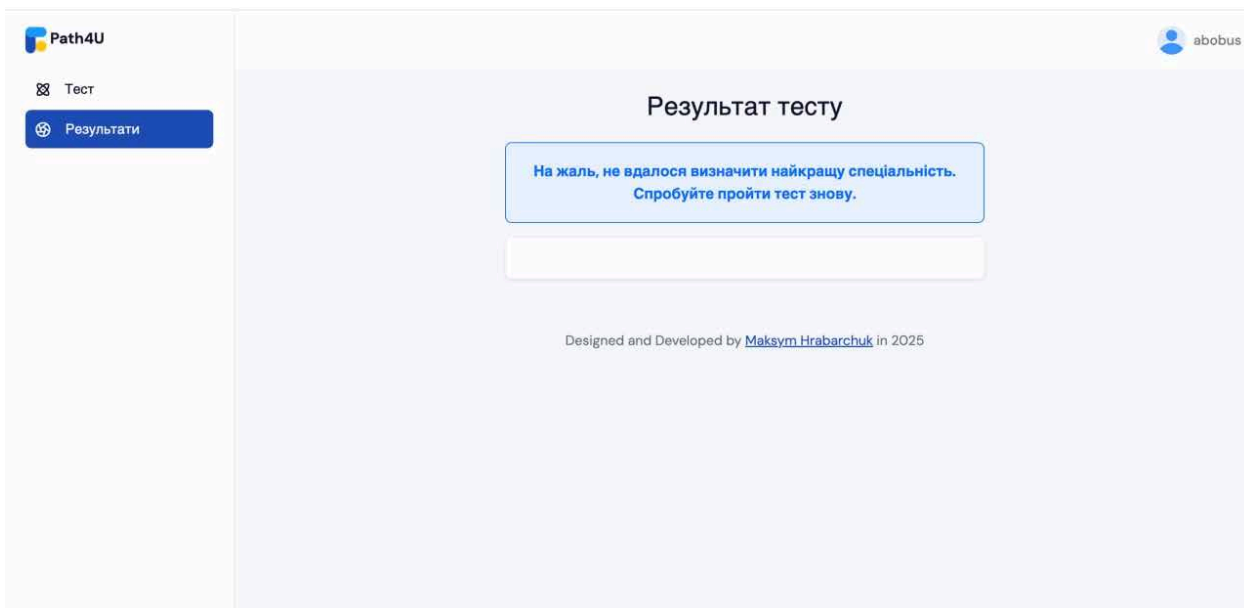 Path4U
abobus
Тест
Результати
Результат тесту
На жаль, не вдалося визначити найкращу спеціальність.
Спробуйте пройти тест знову.
Designed and Developed by Maksym Hrabarchuk in 2025